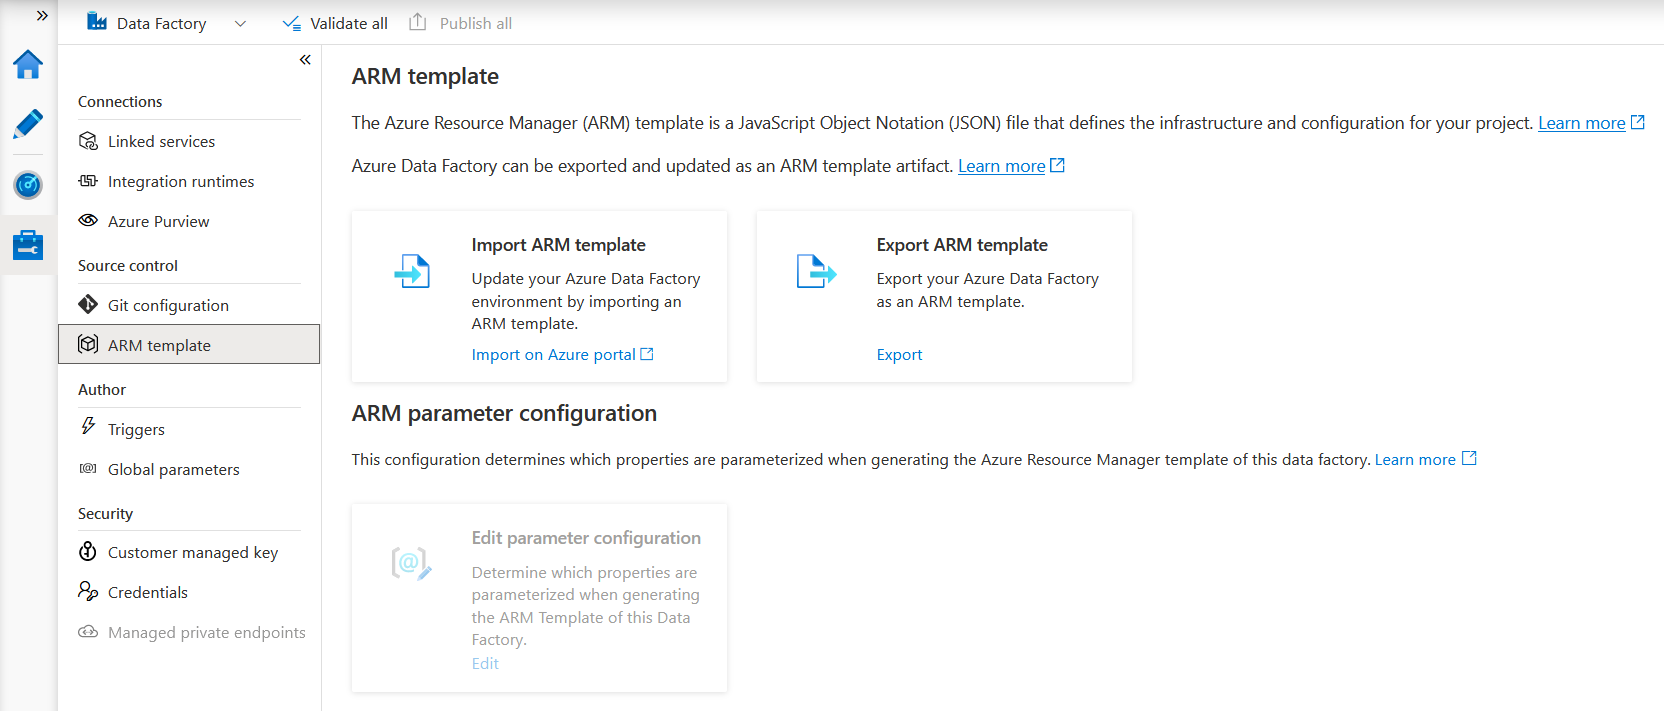 Data Factory
Validate all
Publish all
Connections
Linked services
Integration runtimes
Azure Purview
Source control
Git configuration
ARM template
Author
Triggers
Global parameters
Security
Customer managed key
Credentials
Managed private endpoints
ARM template
The Azure Resource Manager (ARM) template is a JavaScript Object Notation (JSON) file that defines the infrastructure and configuration for your project. Learn more
Azure Data Factory can be exported and updated as an ARM template artifact. Learn more
Import ARM template
Update your Azure Data Factory
environment by importing an
ARM template.
Import on Azure portal
Export ARM template
Export your Azure Data Factory
as an ARM template.
Export
ARM parameter configuration
This configuration determines which properties are parameterized when generating the Azure Resource Manager template of this data factory. Learn more
Edit parameter configuration
Determine which properties are
parameterized when generating
the ARM Template of this Data
Factory.
Edit